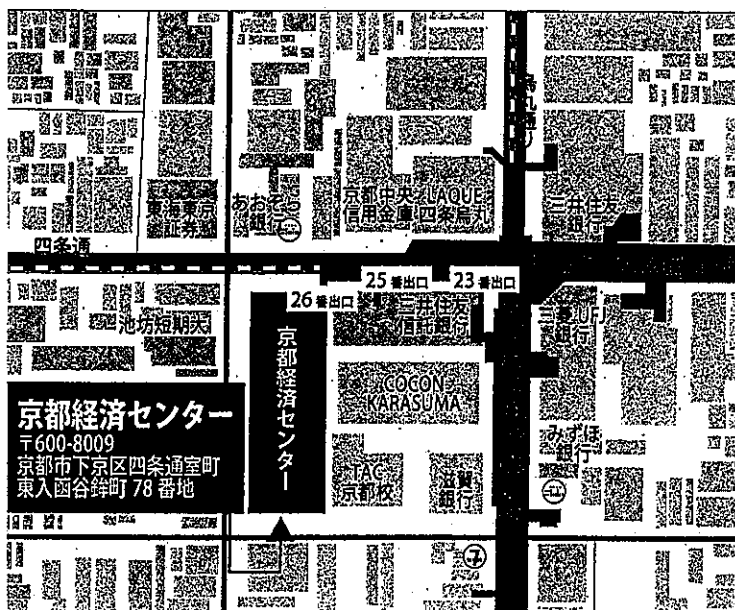 烏丸通り
東海東京
証券
あおぞら
銀行
京都中央
信用金庫
LAQUE
四条烏丸
三井住友
銀行
四条通
25 番出口
23 番出口
26 番出口
池坊短期大
京都経済センター
三井住友
信託銀行
三菱UFJ
銀行
COCON
KARASUMA
京都経済センター
〒600-8009
京都市下京区四条通室町
東入函谷鉾町 78 番地
みずほ
銀行
TAC
京都校
滋賀
銀行